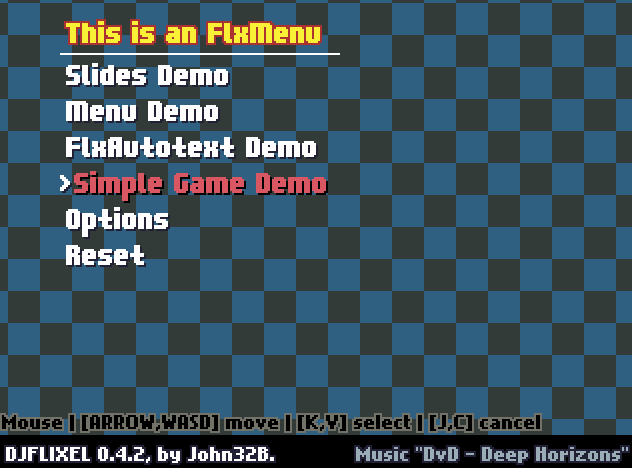 This is an FlxMenu
Slides Demo
Menu Demo
FlxAutotext Demo
>Simple Game Demo
Options
Reset
Mouse | [ARROW,WASD] move | [K,Y] select | [J,C] cancel
DJFLIXEL 0.4.2, by John32B.
Music "DvD - Deep Horizons"